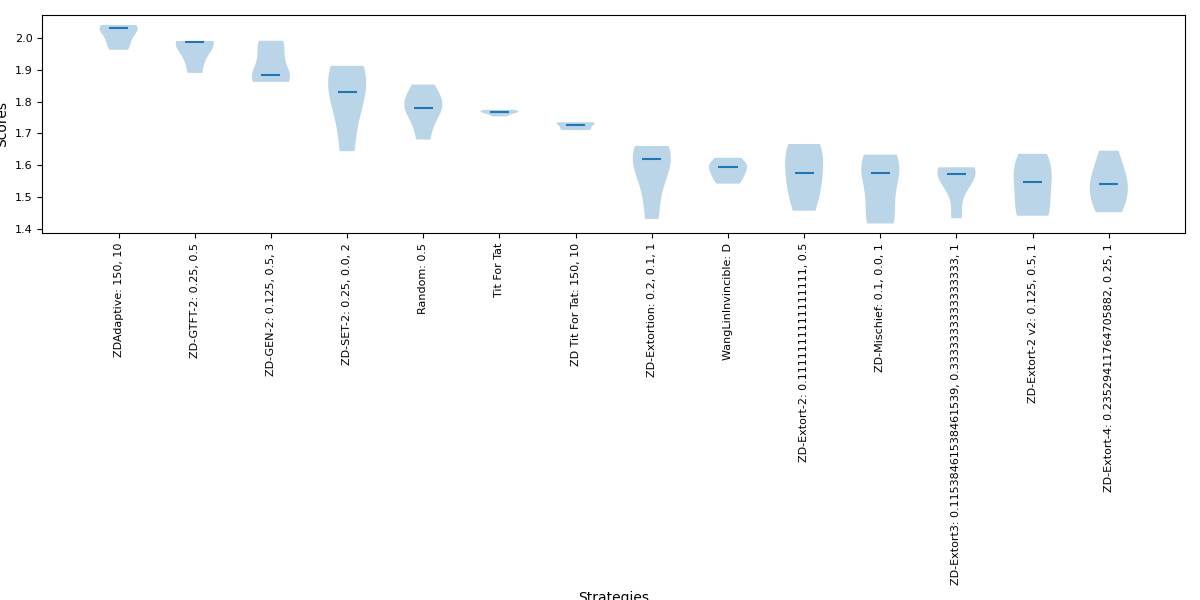 Scores
2.0
1.9
1.8
1.7
1.6
1.5
1.4
ZDAdaptive: 150, 10
ZD-GTFT-2: 0.25, 0.5
ZD-GEN-2: 0.125, 0.5, 3
ZD-SET-2: 0.25, 0.0, 2
Random: 0.5
Tit For Tat
ZD Tit For Tat: 150, 10
ZD-Extortion: 0.2, 0.1, 1
WangLinInvincible: D
ZD-Extort-2: 0.1111111111111111, 0.5
ZD-Mischief: 0.1, 0.0, 1
ZD-Extort3: 0.11538461538461539, 0.3333333333333333, 1
ZD-Extort-2 v2: 0.125, 0.5, 1
ZD-Extort-4: 0.23529411764705882, 0.25, 1
Strategies